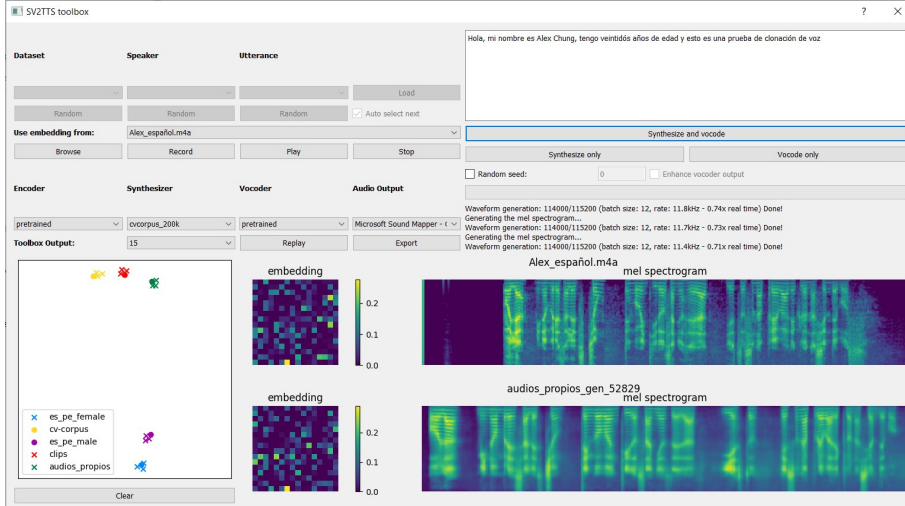 SV2TTS toolbox
? ×
Dataset Speaker Utterance
Load
Random Random Random Auto select next
Use embedding from: Alex_español.m4a
Browse Record Play Stop
Encoder Synthesizer Vocoder Audio Output
pretrained cvcorpus_200k pretrained Microsoft Sound Mapper - (
Toolbox Output: 15 Replay Export
Hola, mi nombre es Alex Chung, tengo veintidós años de edad y esto es una prueba de clonación de voz
Synthesize and vocode
Synthesize only Vocode only
Random seed: 0 Enhance vocoder output
Waveform generation: 114000/115200 (batch size: 12, rate: 11.8kHz - 0.74x real time) Done!
Generating the mel spectrogram...
Waveform generation: 114000/115200 (batch size: 12, rate: 11.7kHz - 0.73x real time) Done!
Generating the mel spectrogram...
Waveform generation: 114000/115200 (batch size: 12, rate: 11.4kHz - 0.71x real time) Done!
es_pe_female
cv-corpus
es_pe_male
clips
audios_propios
Clear
Alex_español.m4a
embedding mel spectrogram
0.2
0.1
0.0
audios_propios_gen_52829
embedding mel spectrogram
0.2
0.1
0.0